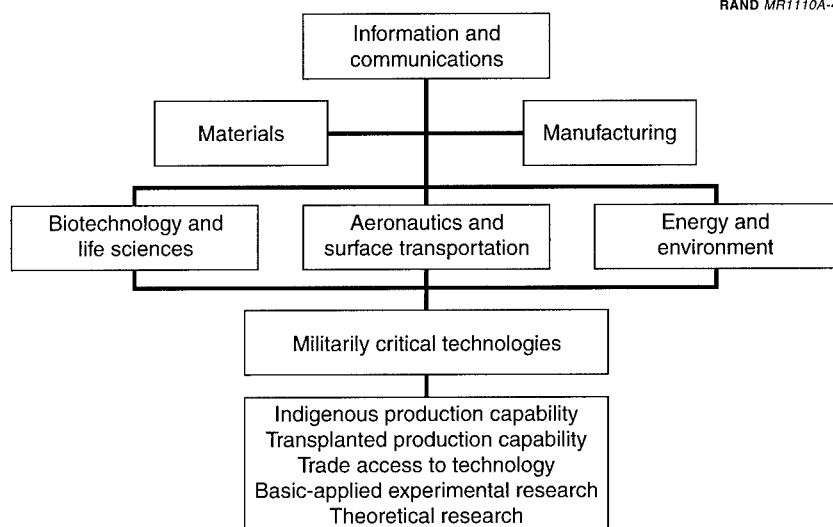 RAND MR1110A-
Information and
communications
Materials
Manufacturing
Biotechnology and
life sciences
Aeronautics and
surface transportation
Energy and
environment
Militarily critical technologies
Indigenous production capability
Transplanted production capability
Trade access to technology
Basic-applied experimental research
Theoretical research